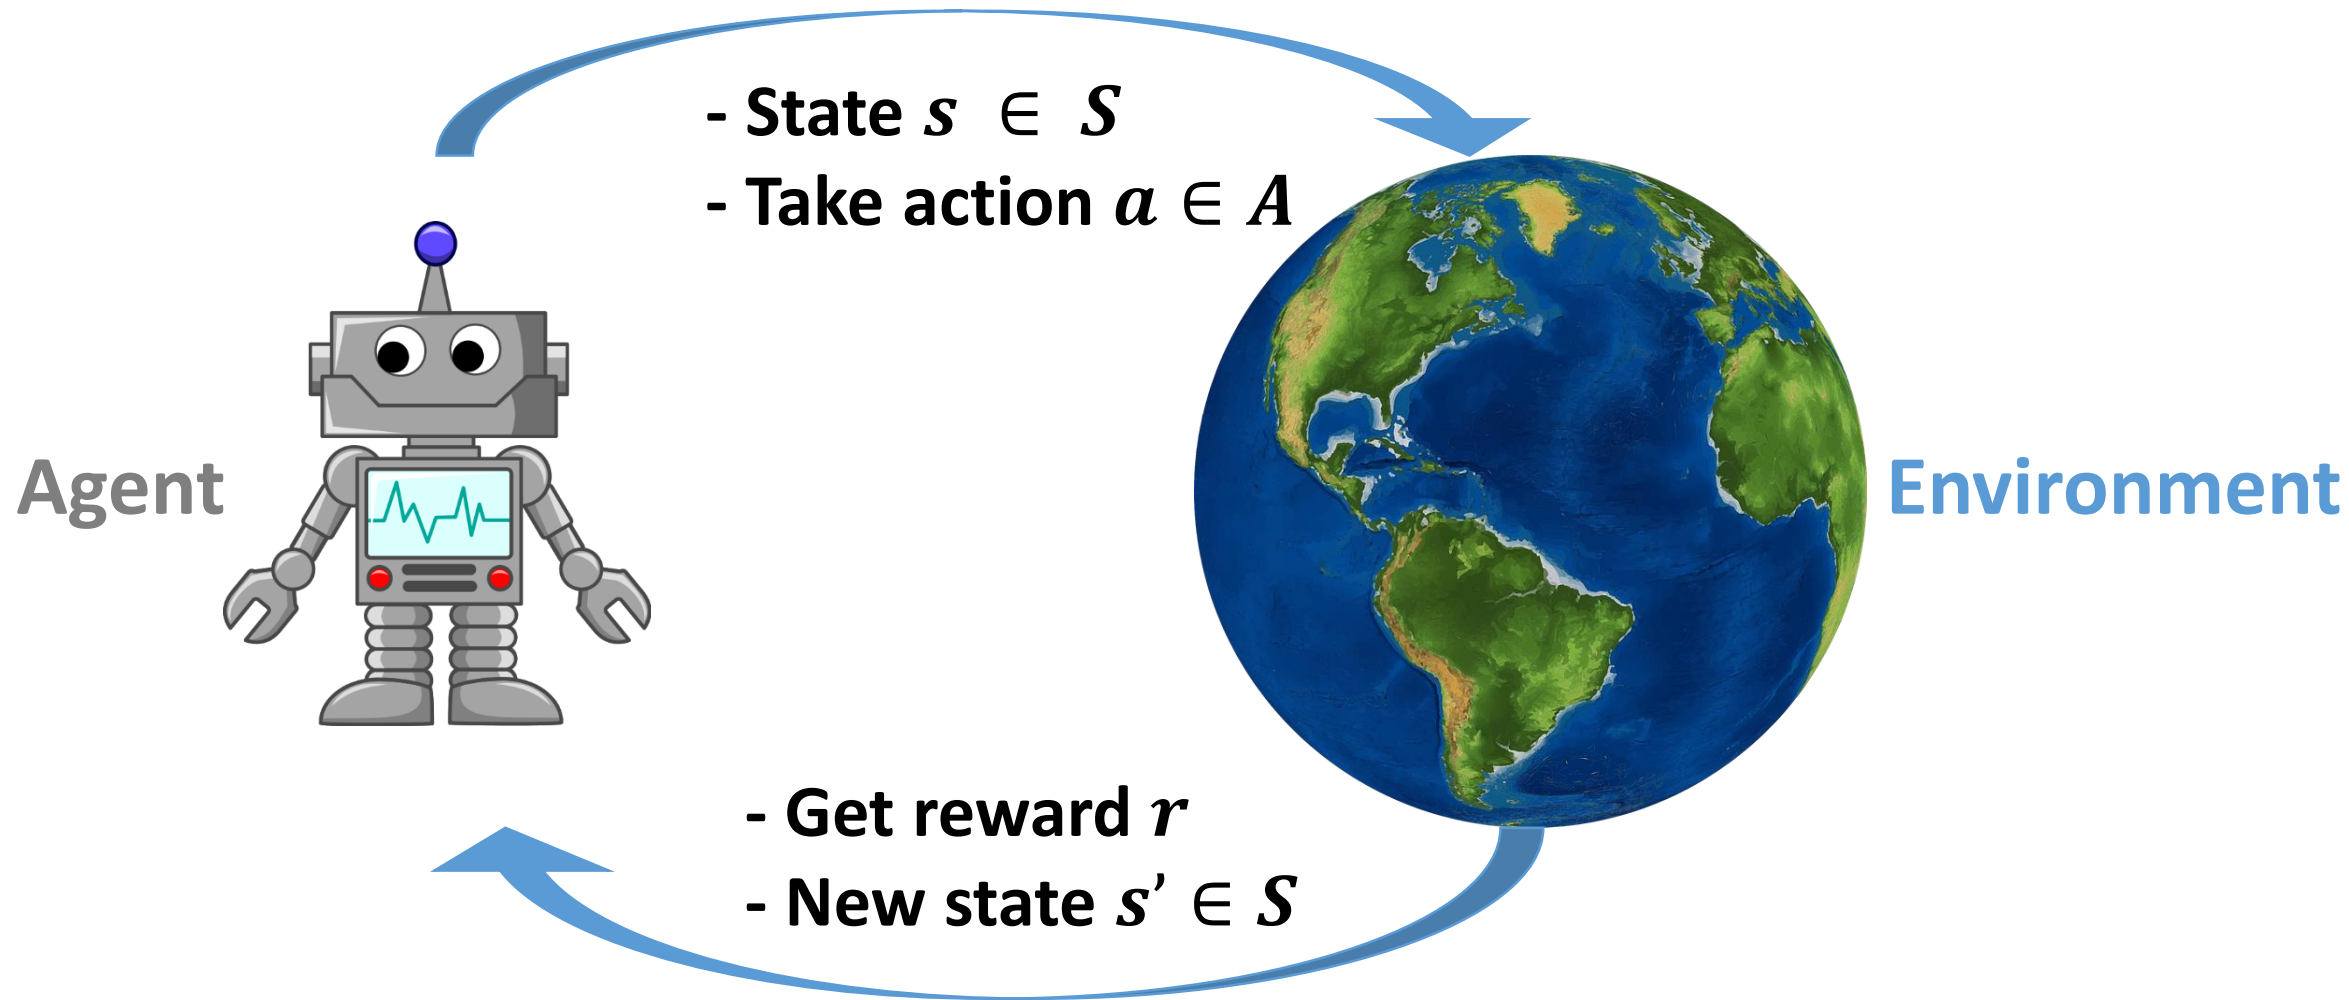 - State s ∈ S
- Take action a ∈ A
Agent
Environment
- Get reward r
- New state s’ ∈ S